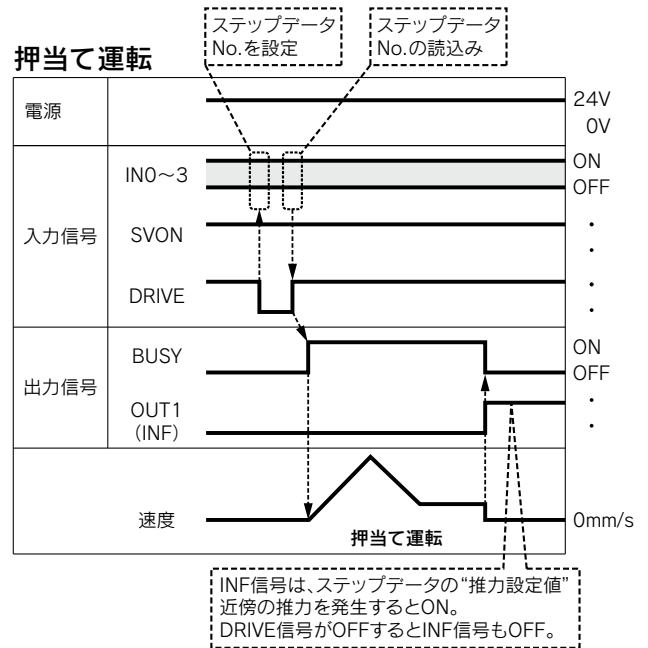 ステップデータ
No.を設定
ステップデータ
No.の読込み
押当て運転
電源
24V
0V
入力信号
IN0～3
ON
OFF
SVON
・
・
DRIVE
・
・
出力信号
BUSY
ON
OFF
OUT1
（INF）
・
・
速度
0mm/s
押当て運転
INF信号は、ステップデータの“推力設定値”
近傍の推力を発生するとON。
DRIVE信号がOFFするとINF信号もOFF。